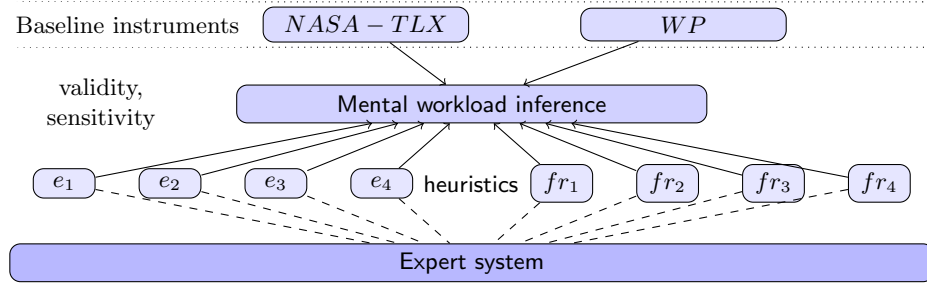 Baseline instruments NASA − TLX WP
validity,
sensitivity
Mental workload inference
e1 e2 e3 e4 heuristics fr1 fr2 fr3 fr4
Expert system